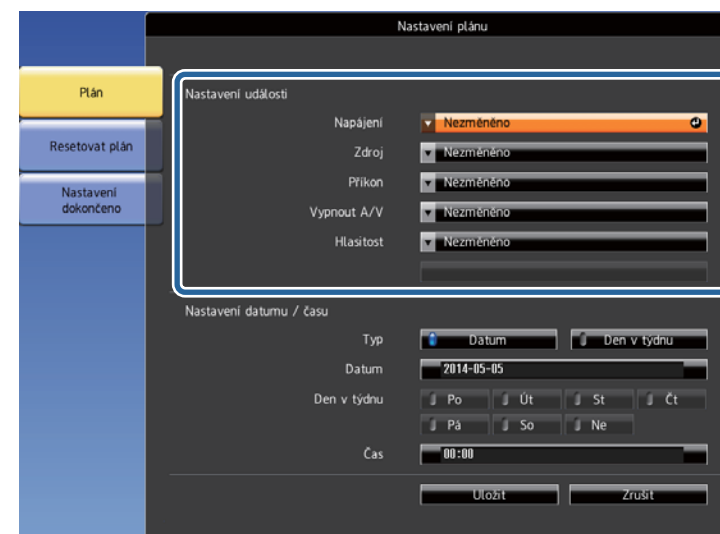 Nastavení plánu
Plán
Resetovat plán
Nastavení
dokončeno
Nastavení události
Napájení Nezměněno
Zdroj Nezměněno
Příkon Nezměněno
Vypnout A/V Nezměněno
Hlasitost Nezměněno
Nastavení datumu / času
Typ Datum Den v týdnu
Datum 2014-05-05
Den v týdnu Po Út St Čt
Pá So Ne
Čas 00:00
Uložit Zrušit